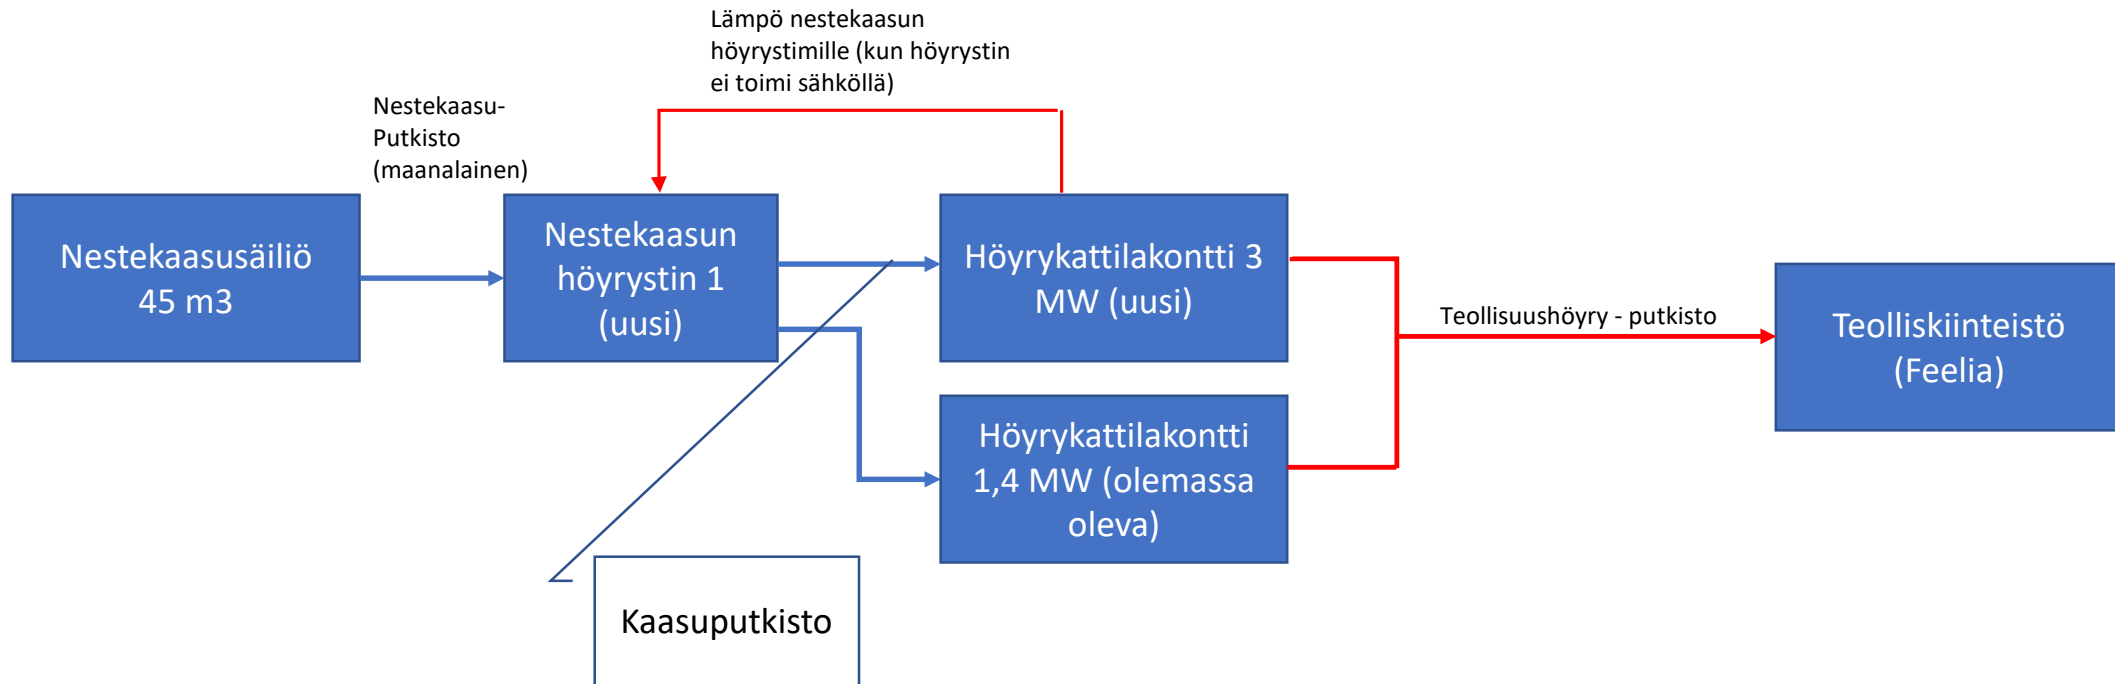 Lämpö nestekaasun
höyrystimille (kun höyrystin
ei toimi sähköllä)
Nestekaasu-
Putkisto
(maanalainen)
Nestekaasusäiliö
45 m3
Nestekaasun
höyrystin 1
(uusi)
Höyrykattilakontti 3
MW (uusi)
Höyrykattilakontti
1,4 MW (olemassa
oleva)
Teollisuushöyry - putkisto
Teolliskiinteistö
(Feelia)
Kaasuputkisto